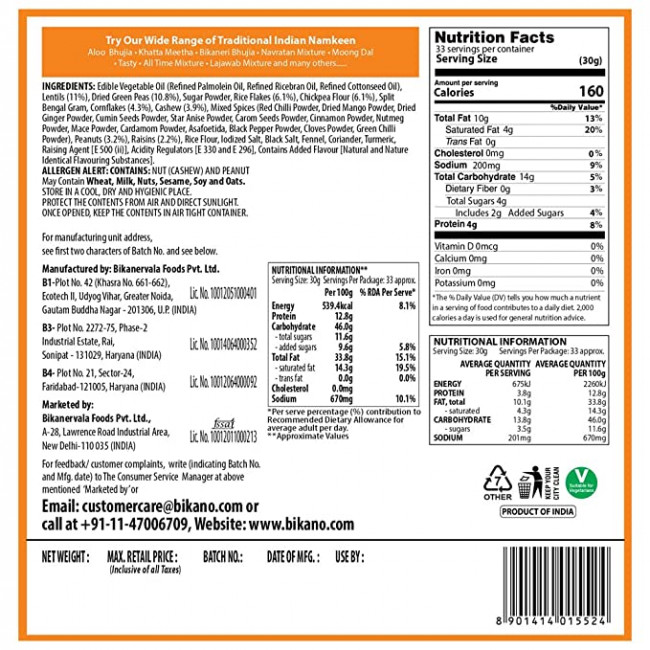 Try Our Wide Range of Traditional Indian Namkeen
Aloo Bhujia • Khatta Meetha • Bikaneri Bhujia • Navratan Mixture • Moong Dal
• Tasty • All Time Mixture • Lajawab Mixture and many others......
INGREDIENTS: Edible Vegetable Oil (Refined Palmolein Oil, Refined Ricebran Oil, Refined Cottonseed Oil),
Lentils (11%), Dried Green Peas (10.8%), Sugar Powder, Rice Flakes (6.1%), Chickpea Flour (6.1%), Split
Bengal Gram, Cornflakes (4.3%), Cashew (3.9%), Mixed Spices (Red Chilli Powder, Dried Mango Powder, Dried
Ginger Powder, Cumin Seeds Powder, Star Anise Powder, Carom Seeds Powder, Cinnamon Powder, Nutmeg
Powder, Mace Powder, Cardamom Powder, Asafoetida, Black Pepper Powder, Cloves Powder, Green Chilli
Powder), Peanuts (3.2%), Raisins (2.2%), Rice Flour, Iodized Salt, Black Salt, Fennel, Coriander, Turmeric,
Raising Agent [E 500 (ii)], Acidity Regulators [E 330 and E 296], Contains Added Flavour [Natural and Nature
Identical Flavouring Substances].
ALLERGEN ALERT: CONTAINS: NUT (CASHEW) AND PEANUT
May Contain Wheat, Milk, Nuts, Sesame, Soy and Oats.
STORE IN A COOL, DRY AND HYGIENIC PLACE.
PROTECT THE CONTENTS FROM AIR AND DIRECT SUNLIGHT.
ONCE OPENED, KEEP THE CONTENTS IN AIR TIGHT CONTAINER.
For manufacturing unit address,
see first two characters of Batch No. and see below.
Manufactured by: Bikanervala Foods Pvt. Ltd.
B1-Plot No. 42 (Khasra No. 661-662),
Ecotech II, Udyog Vihar, Greater Noida,
Gautam Buddha Nagar - 201306, U.P. (INDIA)
Lic. No. 10012051000401
B3- Plot No. 2272-75, Phase-2
Industrial Estate, Rai,
Sonipat - 131029, Haryana (INDIA)
Lic. No. 10014064000352
B4- Plot No. 21, Sector-24,
Faridabad-121005, Haryana (INDIA)
Lic. No. 10012064000092
Marketed by:
Bikanervala Foods Pvt. Ltd.,
A-28, Lawrence Road Industrial Area,
New Delhi-110 035 (INDIA)
fssai
Lic. No. 10012011000213
For feedback/ customer complaints, write (indicating Batch No.
and Mfg. date) To The Consumer Service Manager at above
mentioned 'Marketed by' or
Email: customercare@bikano.com or
call at +91-11-47006709, Website: www.bikano.com
NUTRITIONAL INFORMATION**
Serving Size: 30g Servings Per Package: 33 approx.
Per 100g % RDA Per Serve*
Energy 539.4kcal 8.1%
Protein 12.8g
Carbohydrate 46.0g
- total sugars 11.6g
- added sugars 9.6g 5.8%
Total Fat 33.8g 15.1%
- saturated fat 14.3g 19.5%
- trans fat 0.0g 0.0%
Cholesterol 0.0mg
Sodium 670mg 10.1%
*Per serve percentage (%) contribution to
Recommended Dietary Allowance for
average adult per day.
**Approximate Values
Nutrition Facts
33 servings per container
Serving Size (30g)
Amount per serving
Calories 160
%Daily Value*
Total Fat 10g 13%
Saturated Fat 4g 20%
Trans Fat 0g
Cholesterol 0mg 0%
Sodium 200mg 9%
Total Carbohydrate 14g 5%
Dietary Fiber 0g 3%
Total Sugars 4g
Includes 2g Added Sugars 4%
Protein 4g 8%
Vitamin D 0mcg 0%
Calcium 0mg 0%
Iron 0mg 0%
Potassium 0mg 0%
*The % Daily Value (DV) tells you how much a nutrient
in a serving of food contributes to a daily diet. 2,000
calories a day is used for general nutrition advice.
NUTRITIONAL INFORMATION
Serving Size: 30g Servings Per Package: 33 approx.
AVERAGE QUANTITY PER SERVING AVERAGE QUANTITY PER 100g
ENERGY 675kJ 2260kJ
PROTEIN 3.8g 12.8g
FAT, total 10.1g 33.8g
- saturated 4.3g 14.3g
CARBOHYDRATE 13.8g 46.0g
- sugars 3.5g 11.6g
SODIUM 201mg 670mg
7
OTHER
KEEP YOUR CITY CLEAN
V
Suitable for Vegetarians
PRODUCT OF INDIA
NET WEIGHT : MAX. RETAIL PRICE : BATCH NO.: DATE OF MFG. : USE BY :
(Inclusive of all Taxes)
8 901414 015524